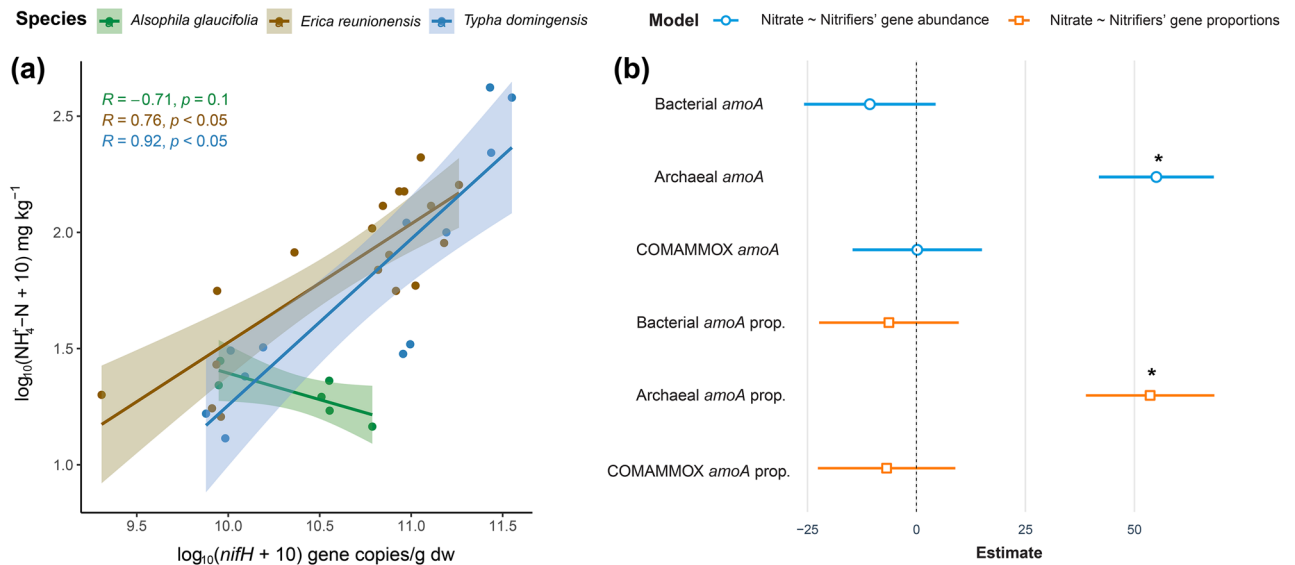 Species Alsophila glaucifolia Erica reunionensis Typha domingensis
Model Nitrate ~ Nitrifiers' gene abundance Nitrate ~ Nitrifiers' gene proportions
(a)
R = −0.71, p = 0.1
R = 0.76, p < 0.05
R = 0.92, p < 0.05
log₁₀(NH₄⁺−N + 10) mg kg⁻¹
2.5
2.0
1.5
1.0
9.5 10.0 10.5 11.0 11.5
log₁₀(nifH + 10) gene copies/g dw
(b)
Bacterial amoA
Archaeal amoA
*
COMAMMOX amoA
Bacterial amoA prop.
Archaeal amoA prop.
*
COMAMMOX amoA prop.
−25 0 25 50
Estimate